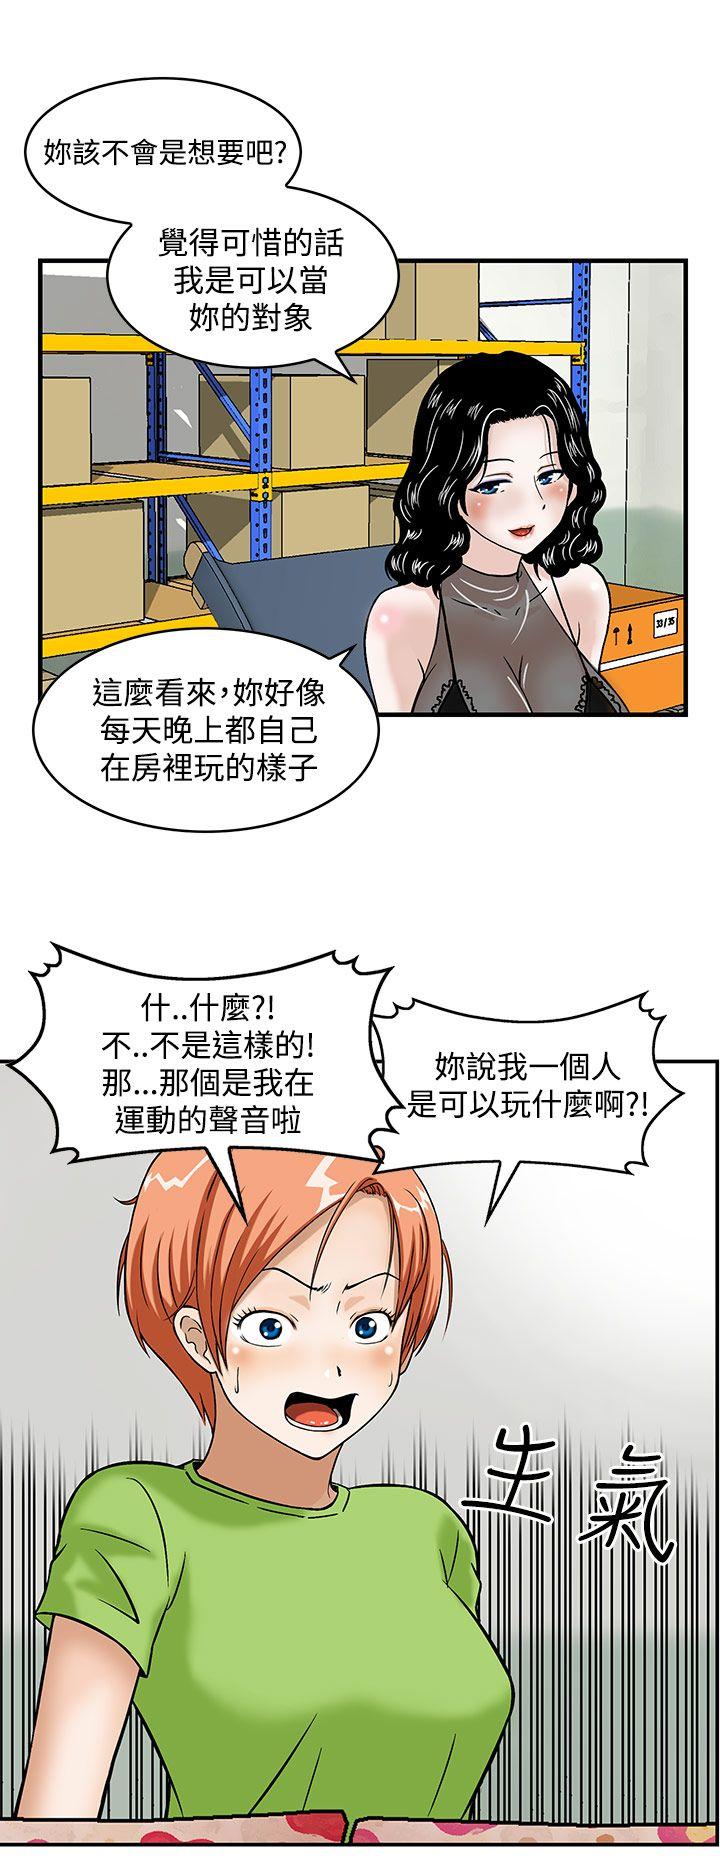 妳該不會是想要吧?
覺得可惜的話
我是可以當
妳的對象
33/35
這麼看來,妳好像
每天晚上都自己
在房裡玩的樣子
什..什麼?!
不..不是這樣的!
那...那個是我在
運動的聲音啦
妳說我一個人
是可以玩什麼啊?!
生氣